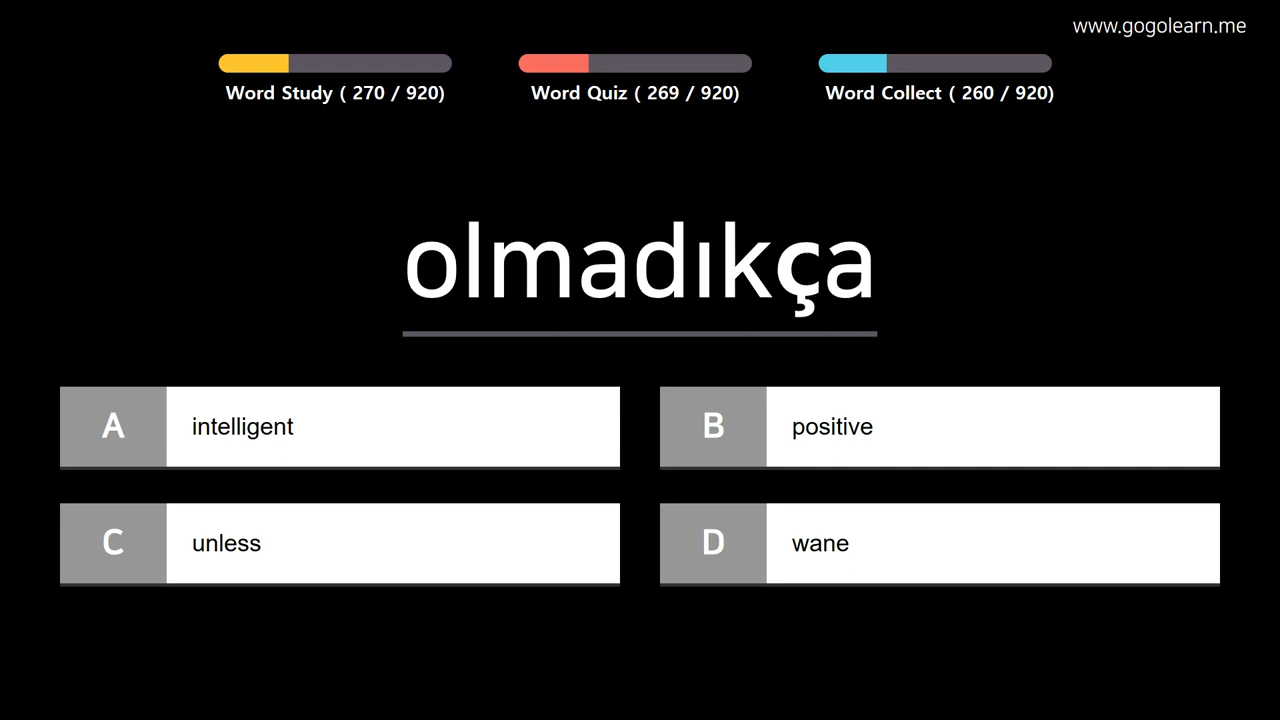 www.gogolearn.me
Word Study ( 270 / 920)
Word Quiz ( 269 / 920)
Word Collect ( 260 / 920)
olmadıkça
A intelligent
B positive
C unless
D wane